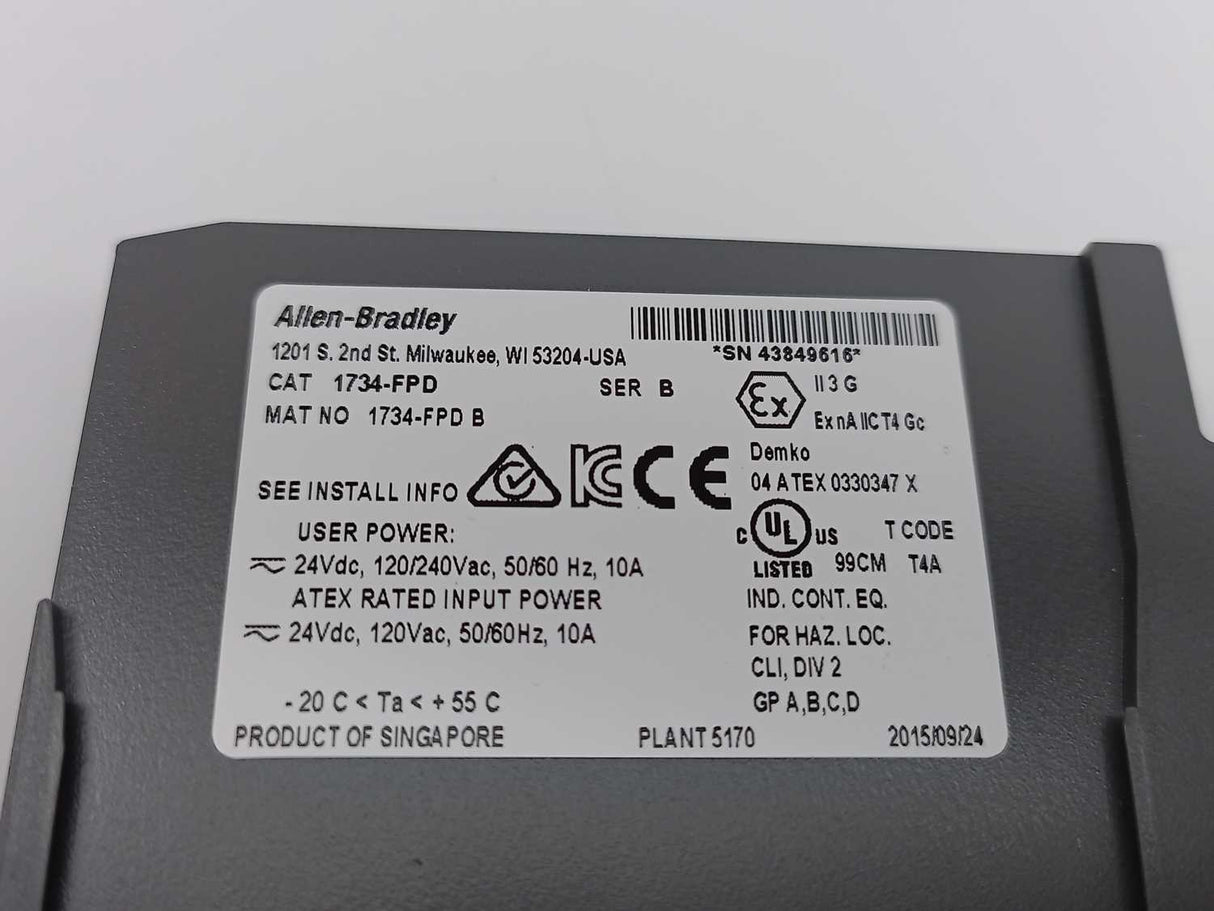 Allen-Bradley
1201 S. 2nd St. Milwaukee, WI 53204-USA
*SN 43849616*
CAT 1734-FPD
SER B
MAT NO 1734-FPD B
Ex
II 3 G
Ex nA IIC T4 Gc
Demko
04 ATEX 0330347 X
SEE INSTALL INFO
KC CE
USER POWER:
24Vdc, 120/240Vac, 50/60 Hz, 10A
ATEX RATED INPUT POWER
24Vdc, 120Vac, 50/60Hz, 10A
C UL US
LISTED 99CM
T CODE
T4A
IND. CONT. EQ.
FOR HAZ. LOC.
CLI, DIV 2
GP A,B,C,D
- 20 C < Ta < + 55 C
PRODUCT OF SINGAPORE
PLANT 5170
2015/09/24